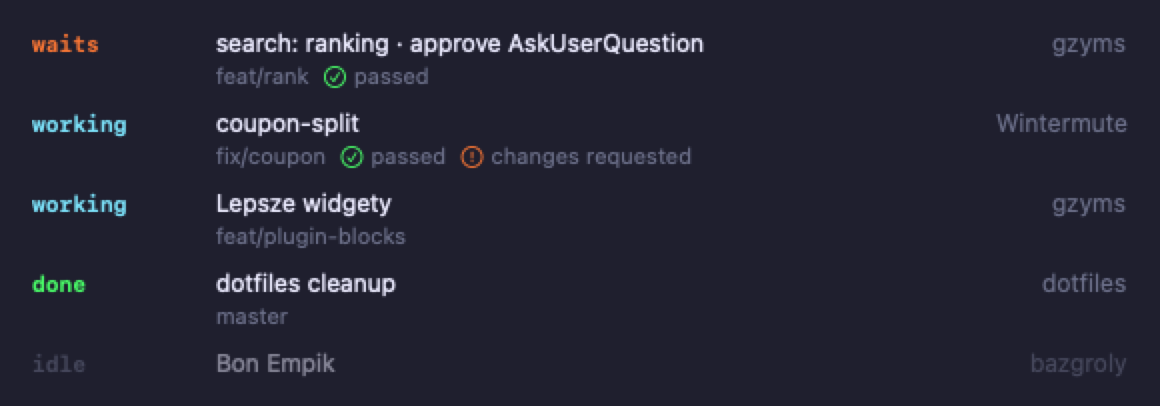 waits search: ranking · approve AskUserQuestion gzyms
feat/rank passed
working coupon-split Wintermute
fix/coupon passed changes requested
working Lepsze widgety gzyms
feat/plugin-blocks
done dotfiles cleanup dotfiles
master
idle Bon Empik bazgroly